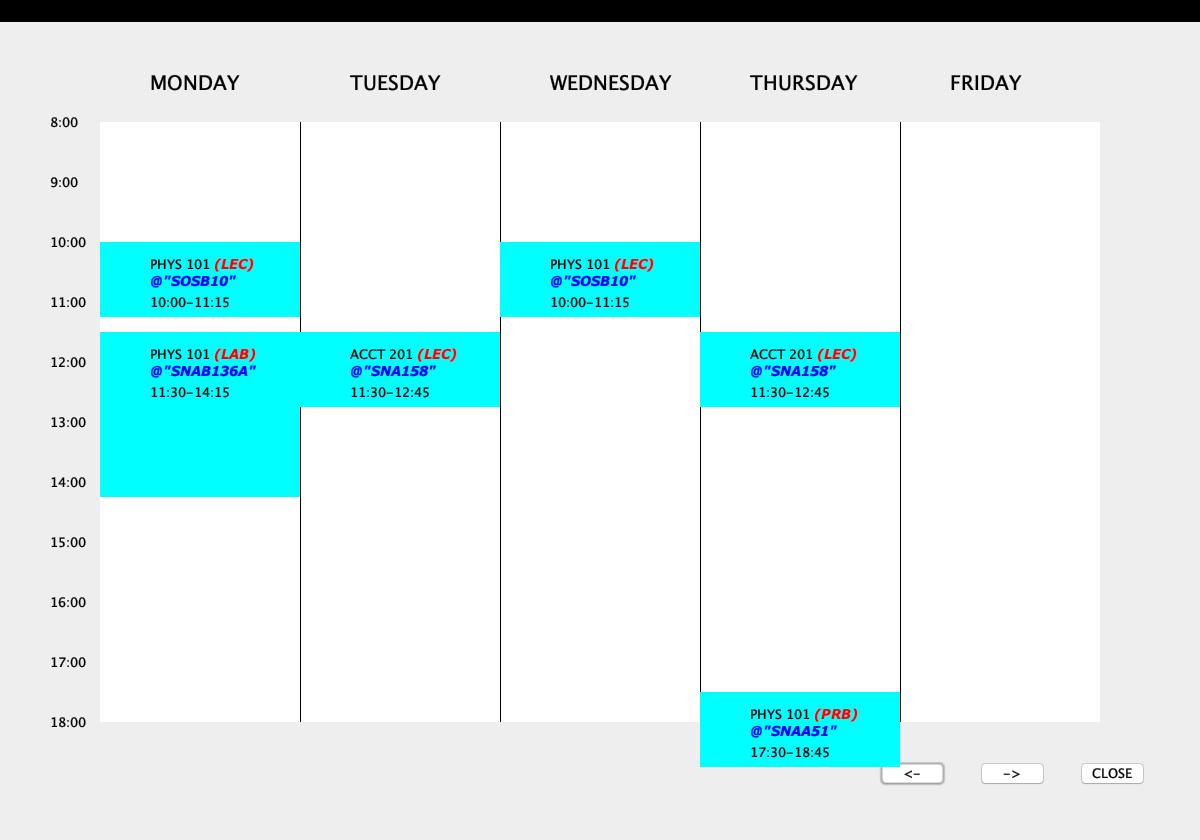 MONDAY TUESDAY WEDNESDAY THURSDAY FRIDAY
8:00
9:00
10:00
PHYS 101 (LEC) PHYS 101 (LEC)
@"SOSB10" @"SOSB10"
11:00 10:00-11:15 10:00-11:15
PHYS 101 (LAB) ACCT 201 (LEC) ACCT 201 (LEC)
12:00
@"SNAB136A" @"SNA158" @"SNA158"
11:30-14:15 11:30-12:45 11:30-12:45
13:00
14:00
15:00
16:00
17:00
PHYS 101 (PRB)
18:00
@"SNAA51"
17:30-18:45
<- -> CLOSE